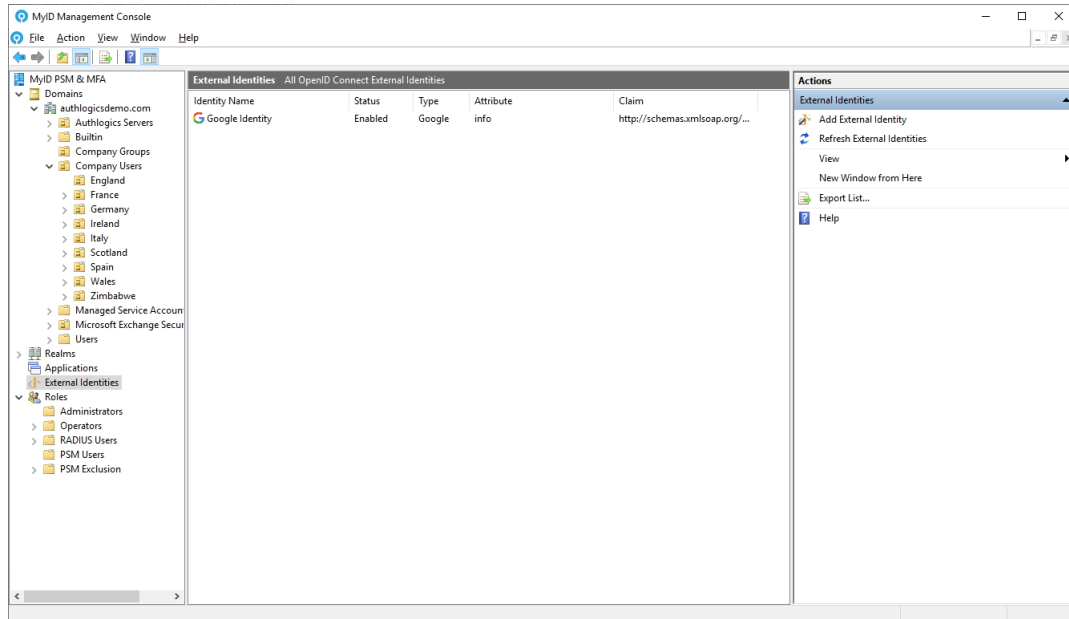 MyID Management Console
File Action View Window Help
MyID PSM & MFA
Domains
authlogicsdemo.com
Authlogics Servers
Builtin
Company Groups
Company Users
England
France
Germany
Ireland
Italy
Scotland
Spain
Wales
Zimbabwe
Managed Service Accoun
Microsoft Exchange Secur
Users
Realms
Applications
External Identities
Roles
Administrators
Operators
RADIUS Users
PSM Users
PSM Exclusion
External Identities All OpenID Connect External Identities
Identity Name Status Type Attribute Claim
Google Identity Enabled Google info http://schemas.xmlsoap.org/...
Actions
External Identities
Add External Identity
Refresh External Identities
View
New Window from Here
Export List...
Help